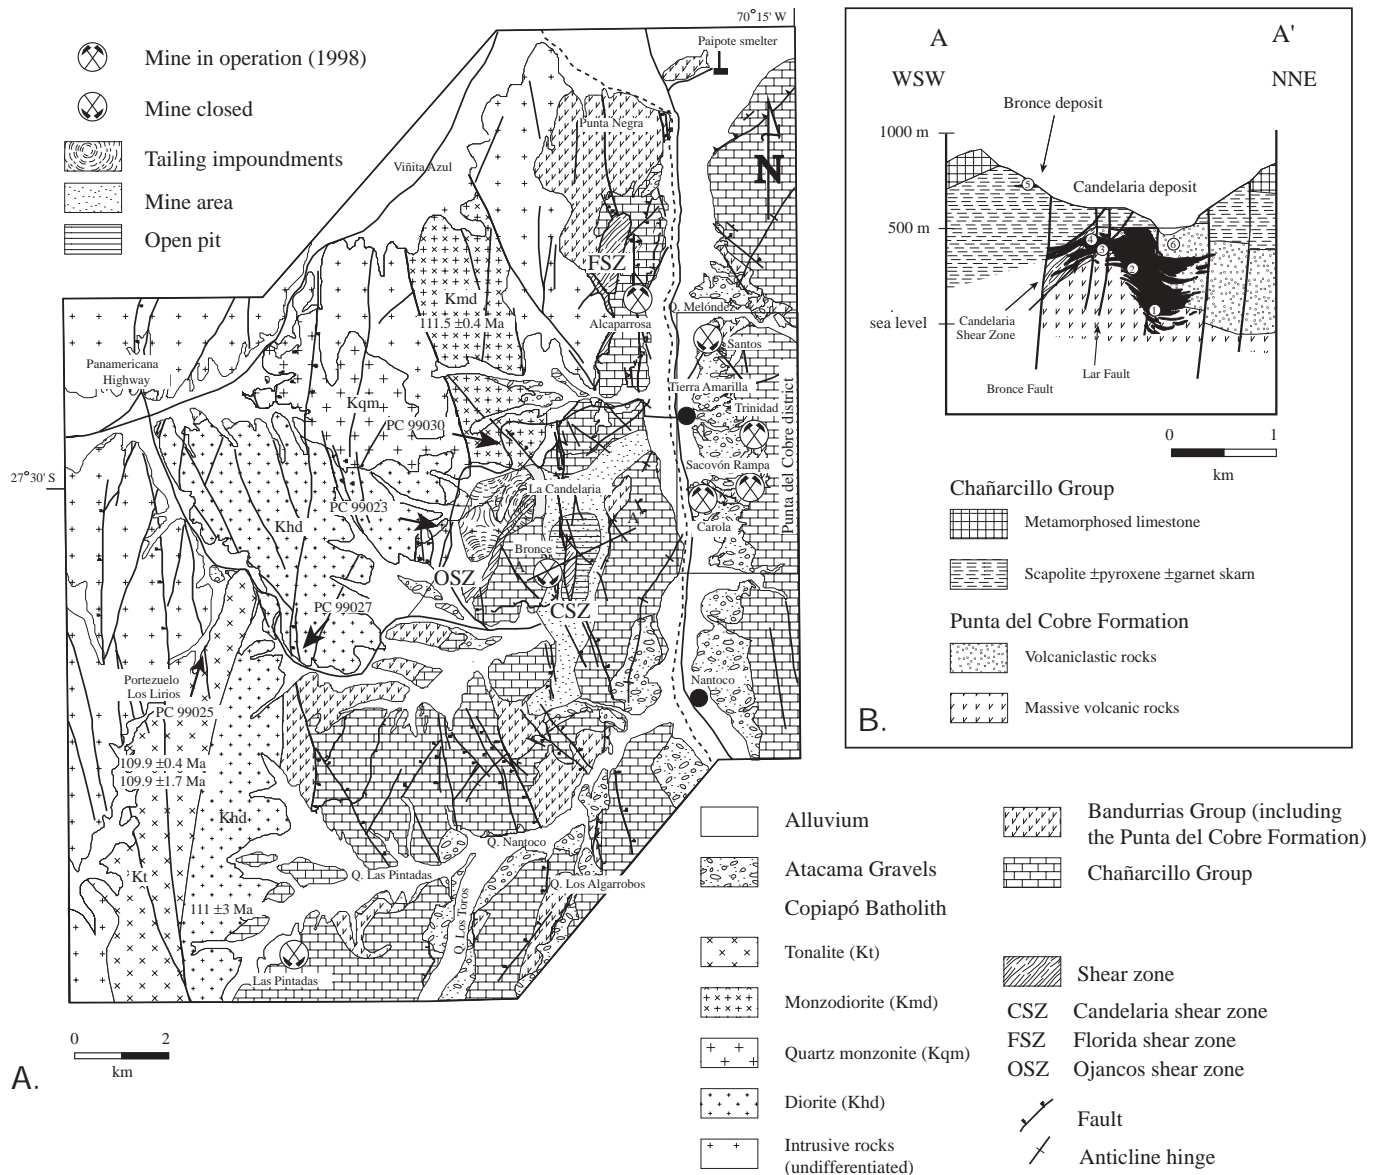 70°15' W
Paipote smelter
Mine in operation (1998)
Mine closed
Tailing impoundments
Mine area
Open pit
Punta Negra
Viñita Azul
N
FSZ
Kmd
111.5 ±0.4 Ma
Alcaparrosa
Q. Meléndez
Santos
Panamericana
Highway
Tierra Amarilla
Trinidad
Kqm
PC 99030
Sacovón Rampa
Punta del Cobre district
27°30' S
La Candelaria
PC 99023
Carola
Khd
A'
Bronce
A
OSZ
CSZ
PC 99027
Portezuelo
Los Lirios
Nantoco
PC 99025
109.9 ±0.4 Ma
109.9 ±1.7 Ma
Khd
Q. Nantoco
Kt
Q. Las Pintadas
Q. Los Algarrobos
111 ±3 Ma
Q. Los Toros
Las Pintadas
0 2
km
A.
A A'
WSW NNE
Bronce deposit
1000 m
Candelaria deposit
5
500 m
4
3
6
2
1
sea level
Candelaria
Shear Zone
Lar Fault
Bronce Fault
0 1
km
Chañarcillo Group
Metamorphosed limestone
Scapolite ±pyroxene ±garnet skarn
Punta del Cobre Formation
Volcaniclastic rocks
Massive volcanic rocks
B.
Alluvium
Atacama Gravels
Copiapó Batholith
Tonalite (Kt)
Monzodiorite (Kmd)
Quartz monzonite (Kqm)
Diorite (Khd)
Intrusive rocks
(undifferentiated)
Bandurrias Group (including
the Punta del Cobre Formation)
Chañarcillo Group
Shear zone
CSZ Candelaria shear zone
FSZ Florida shear zone
OSZ Ojancos shear zone
Fault
Anticline hinge